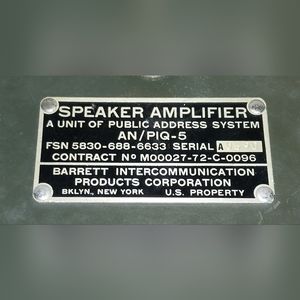 SPEAKER AMPLIFIER
A UNIT OF PUBLIC ADDRESS SYSTEM
AN/PIQ-5
FSN 5830-688-6633 SERIAL
CONTRACT Nº M00027-72-C-0096
BARRETT INTERCOMMUNICATION
PRODUCTS CORPORATION
BKLYN., NEW YORK U.S. PROPERTY